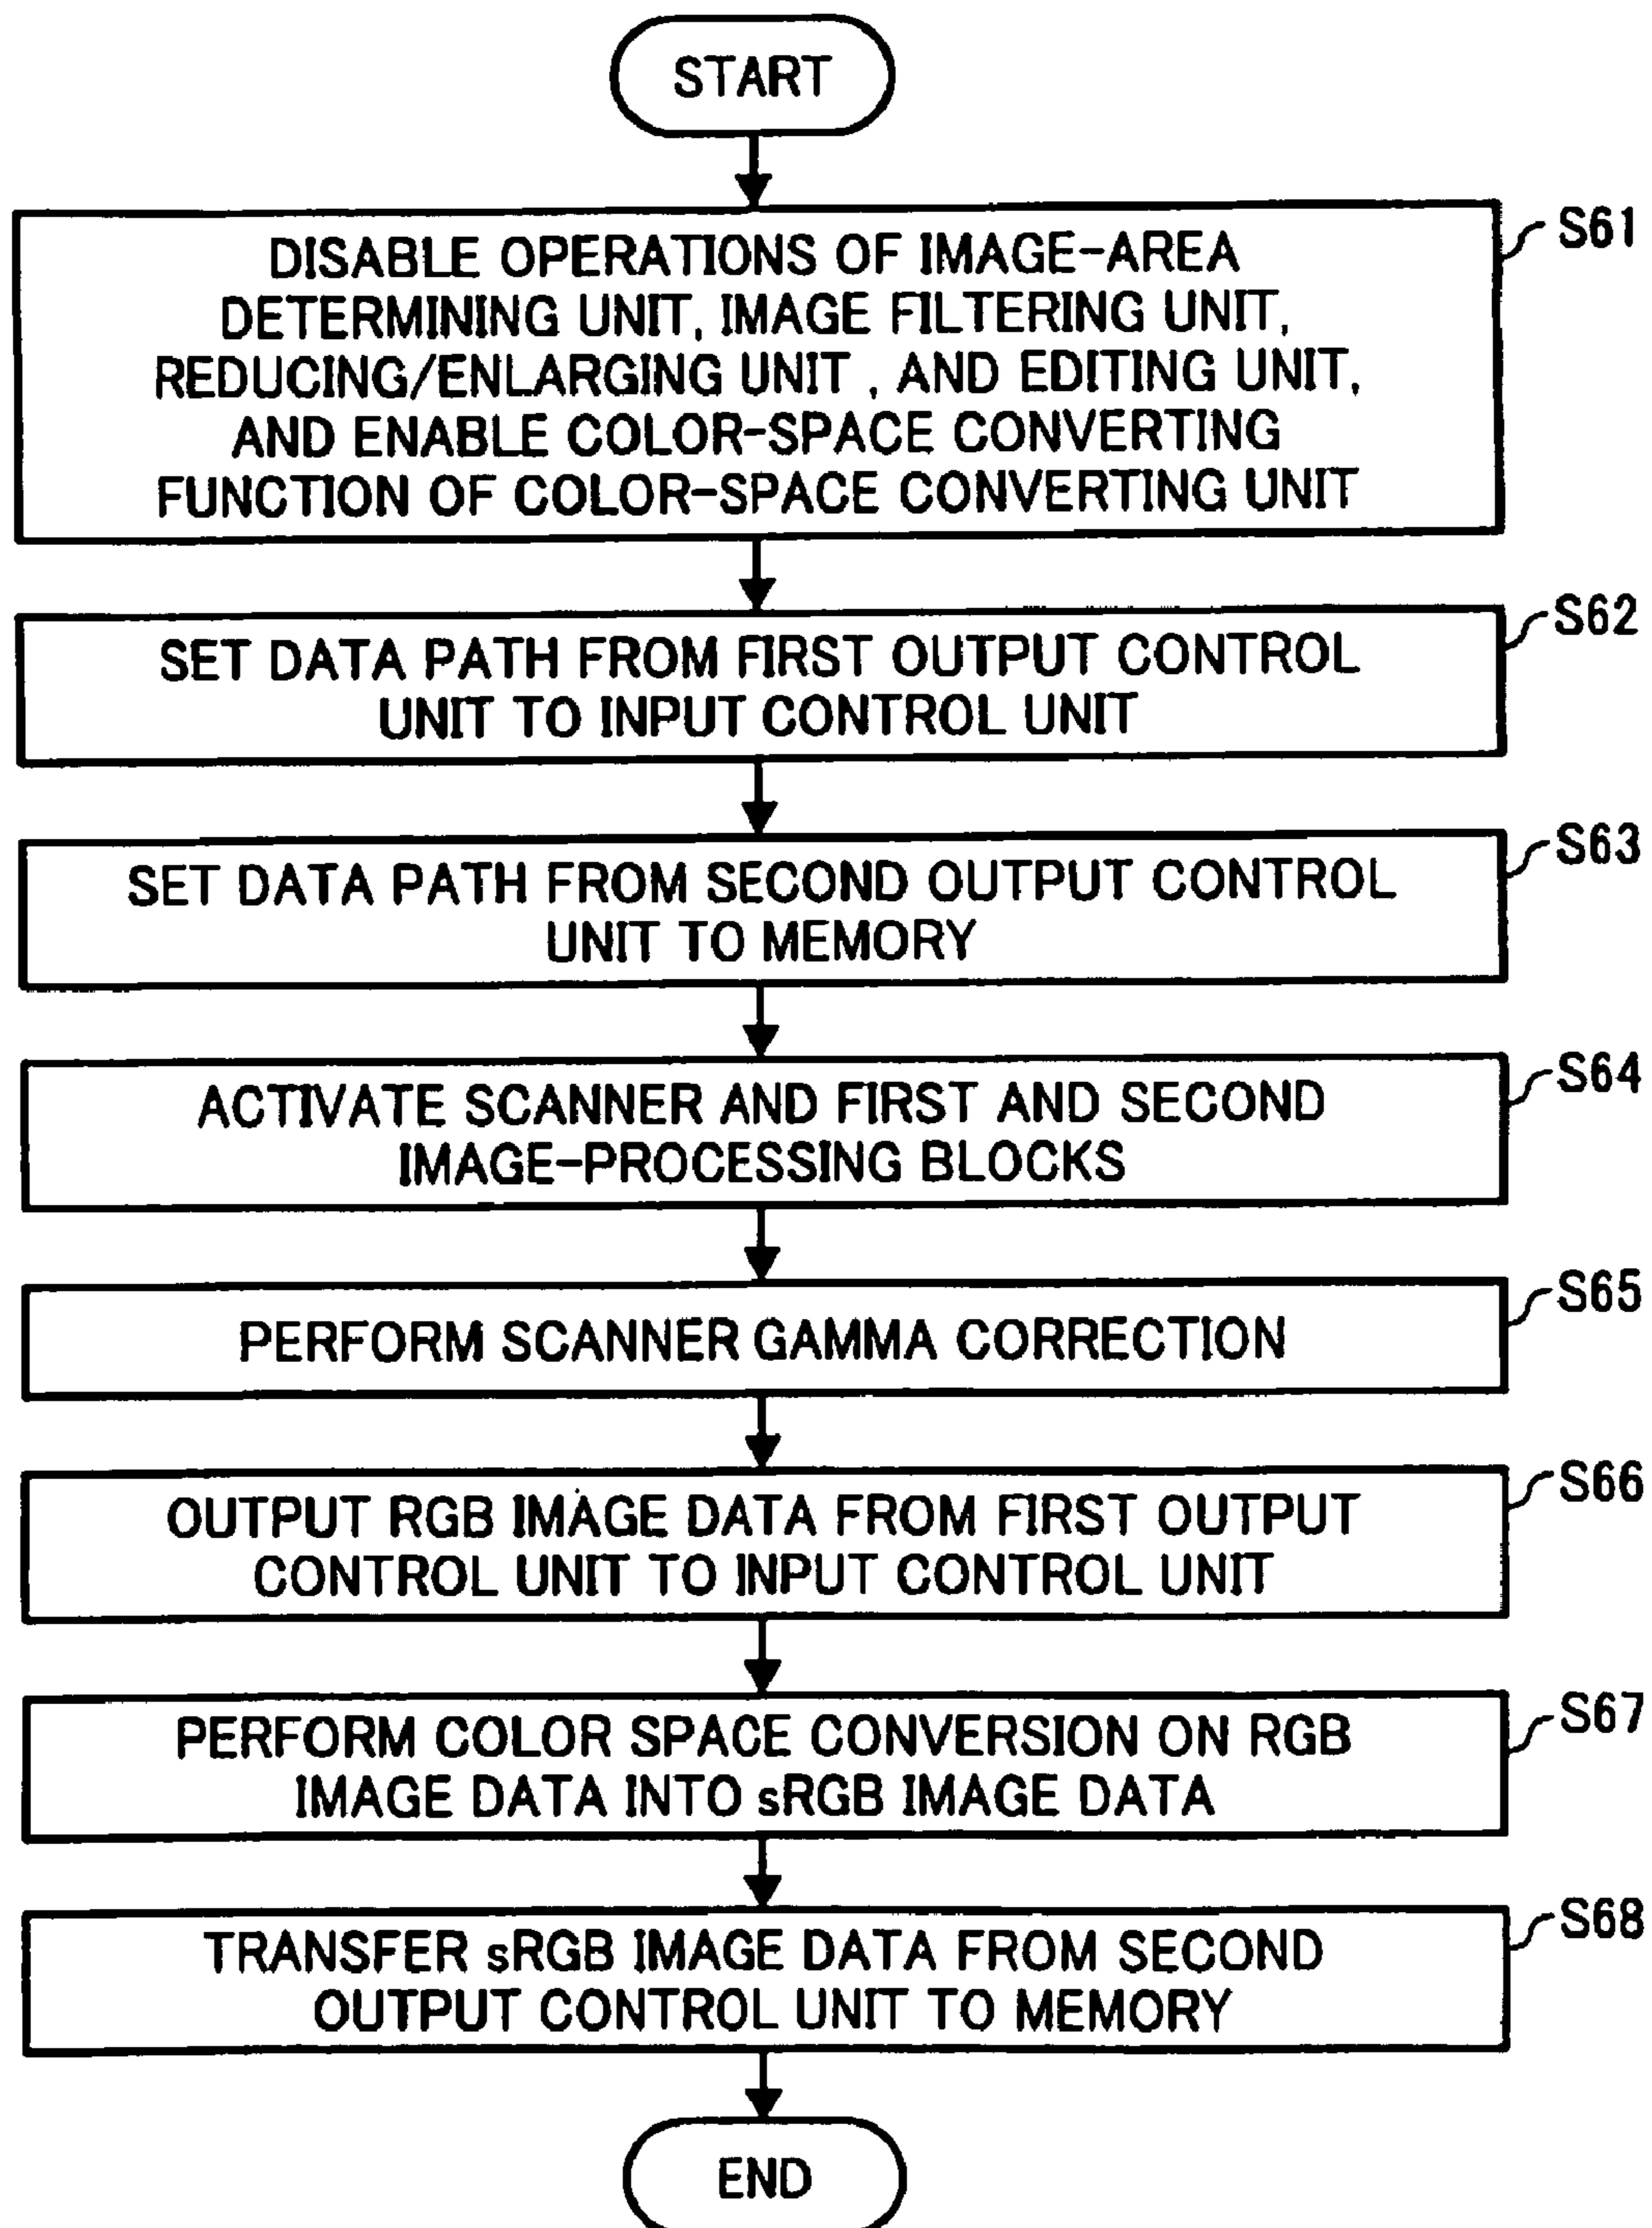 START
S61
DISABLE OPERATIONS OF IMAGE-AREA
DETERMINING UNIT, IMAGE FILTERING UNIT,
REDUCING/ENLARGING UNIT , AND EDITING UNIT,
AND ENABLE COLOR-SPACE CONVERTING
FUNCTION OF COLOR-SPACE CONVERTING UNIT
S62
SET DATA PATH FROM FIRST OUTPUT CONTROL
UNIT TO INPUT CONTROL UNIT
S63
SET DATA PATH FROM SECOND OUTPUT CONTROL
UNIT TO MEMORY
S64
ACTIVATE SCANNER AND FIRST AND SECOND
IMAGE-PROCESSING BLOCKS
S65
PERFORM SCANNER GAMMA CORRECTION
S66
OUTPUT RGB IMAGE DATA FROM FIRST OUTPUT
CONTROL UNIT TO INPUT CONTROL UNIT
S67
PERFORM COLOR SPACE CONVERSION ON RGB
IMAGE DATA INTO sRGB IMAGE DATA
S68
TRANSFER sRGB IMAGE DATA FROM SECOND
OUTPUT CONTROL UNIT TO MEMORY
END